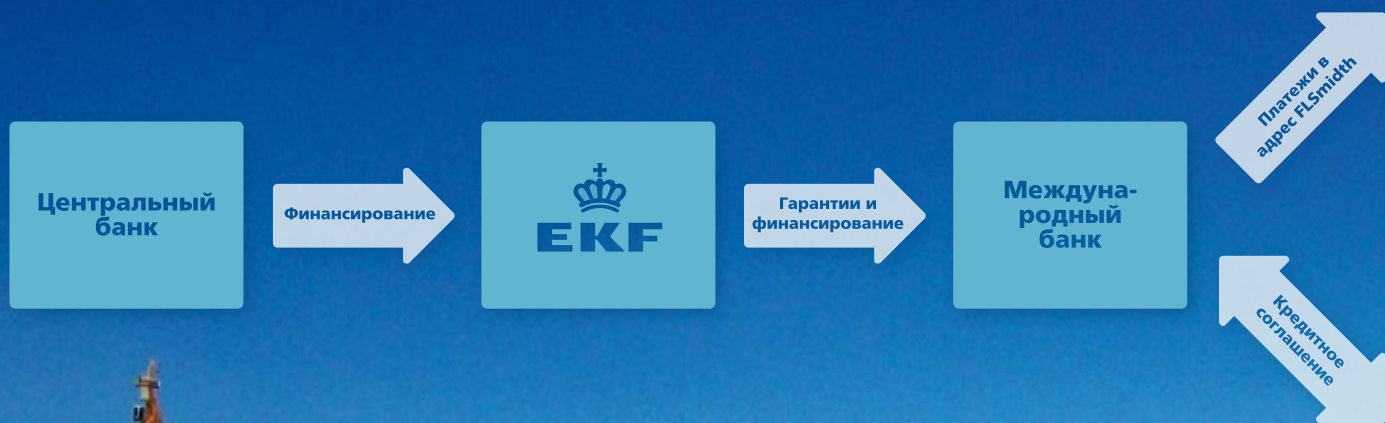 Центральный
банк
Финансирование
EKF
Гарантии и
финансирование
Междуна-
родный
банк
Платежи в
адрес FLSmidth
Кредитное
соглашение